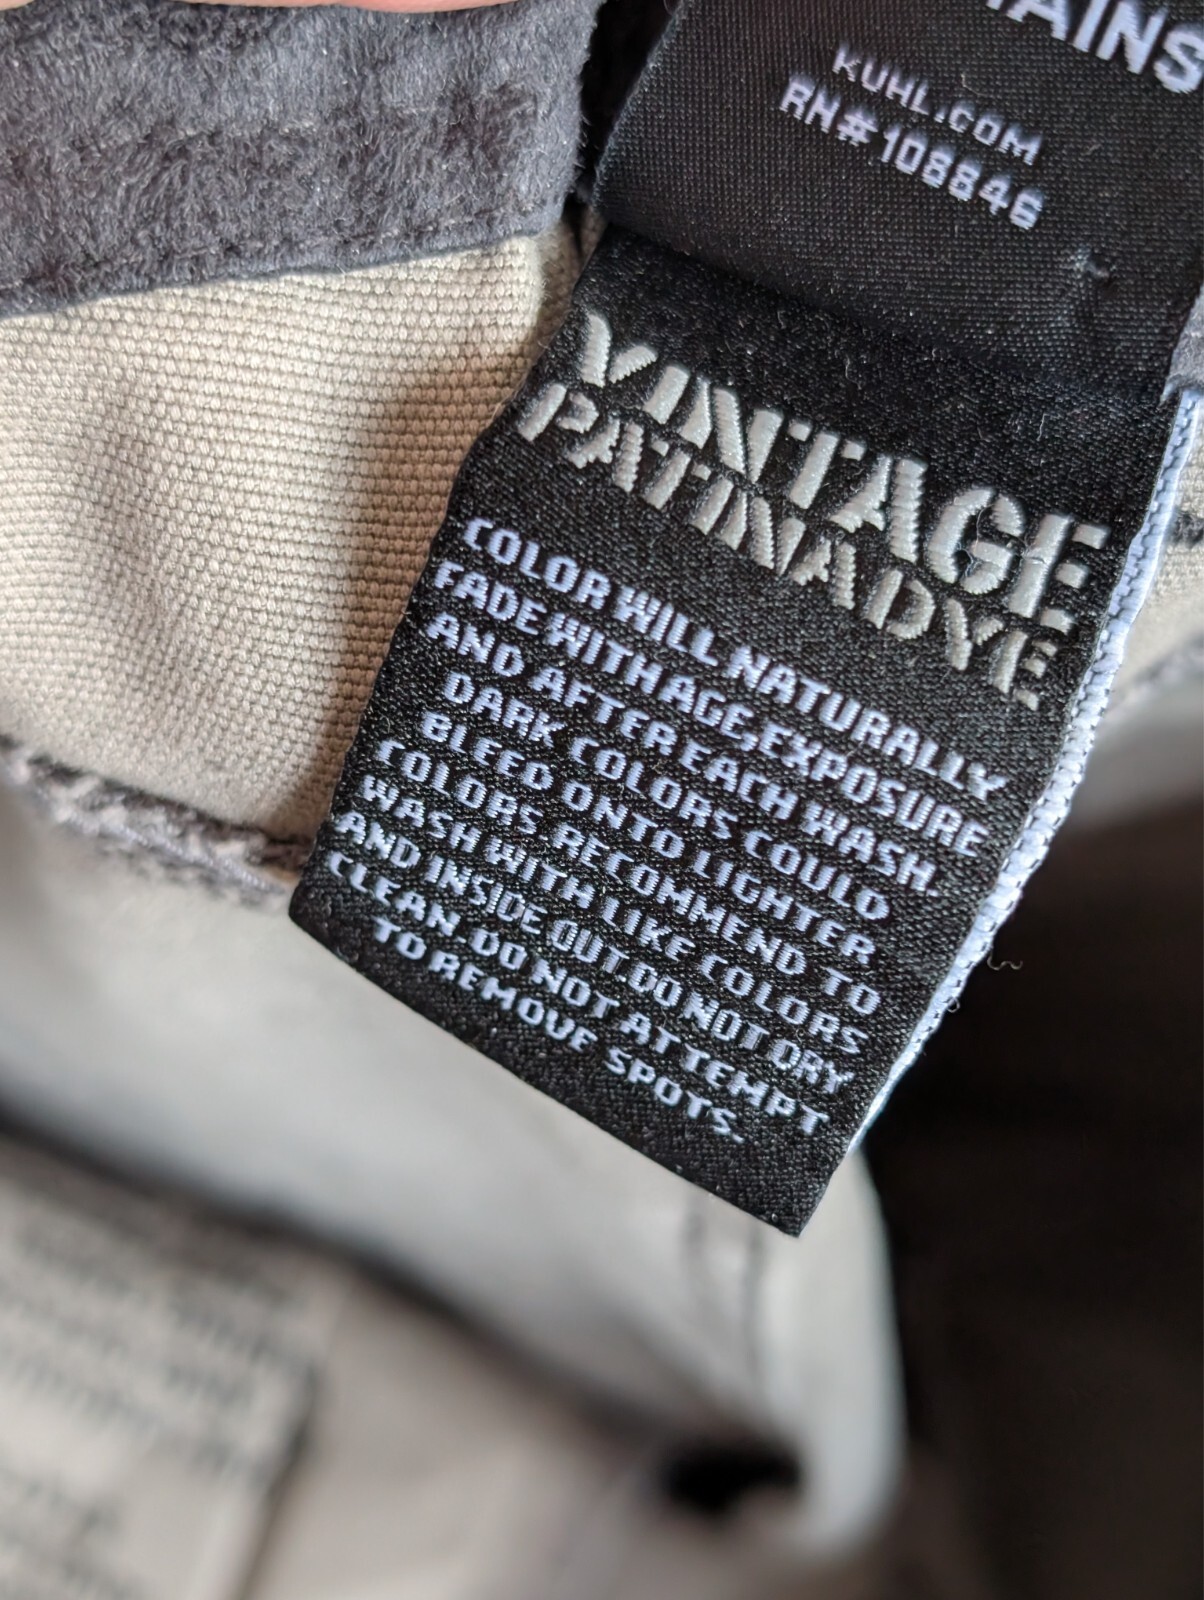 KUHL.COM
RN# 108846
VINTAGE
PATINA DYE
COLOR WILL NATURALLY
FADE WITH AGE, EXPOSURE
AND AFTER EACH WASH.
DARK COLORS COULD
BLEED ONTO LIGHTER
COLORS. RECOMMEND TO
WASH WITH LIKE COLORS
AND INSIDE OUT. DO NOT DRY
CLEAN. DO NOT ATTEMPT
TO REMOVE SPOTS.